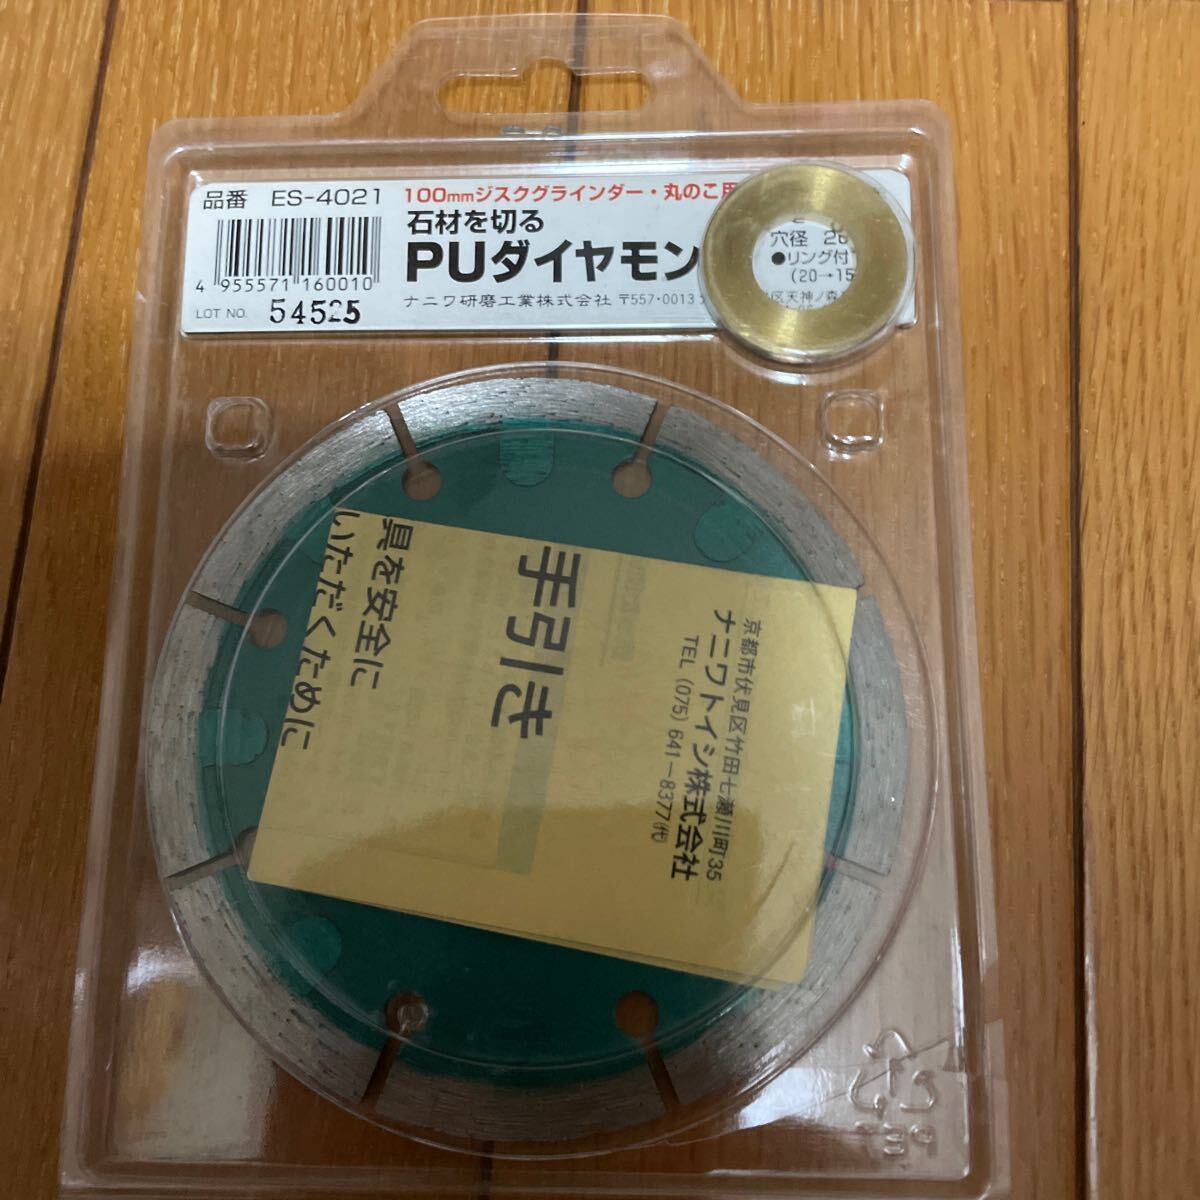 品番 ES-4021
4 955571 160010
LOT NO. 54525
100mmジスクグラインダー・丸のこ用
石材を切る
PUダイヤモン
ナニワ研磨工業株式会社 〒557-0013
穴径 20
●リング付
(20→15
区天神ノ森
手引き
具を安全に
いただくために
京都市伏見区竹田七瀬川町35
ナニワトイシ株式会社
TEL (075) 641-8377(代)